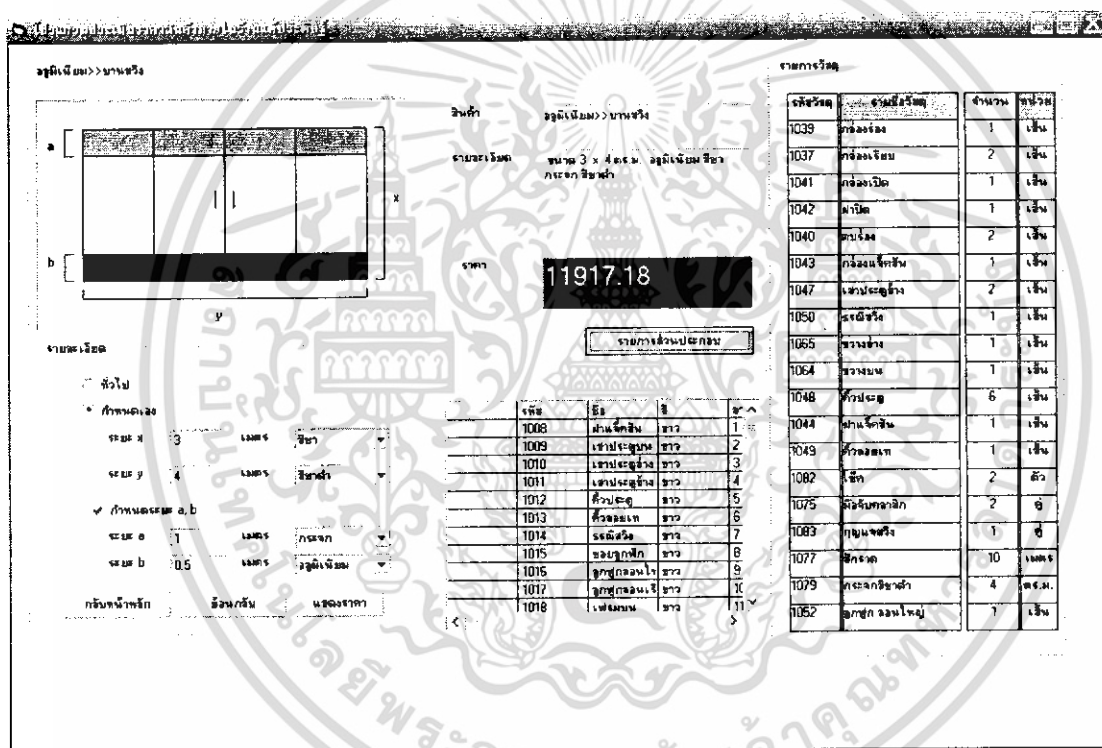 อลูมิเนียม>>บานสวิง
a
x
b
y
รายละเอียด
ทั่วไป
กำหนดเอง
ระยะ x 3 เมตร สีชา
ระยะ y 4 เมตร สีชาดำ
กำหนดระยะ a, b
ระยะ a 1 เมตร กระจก
ระยะ b 0.5 เมตร อลูมิเนียม
กลับหน้าหลัก ย้อนกลับ แสดงราคา
สินค้า อลูมิเนียม>>บานสวิง
รายละเอียด ขนาด 3 x 4 ตร.ม. อลูมิเนียม สีชา
กระจก สีชาดำ
ราคา 11917.18
รายการส่วนประกอบ
รหัส ชื่อ สี
1008 ฝาแจ็คสัน ขาว 1
1009 เสาประตูบน ขาว 2
1010 เสาประตูข้าง ขาว 3
1011 เสาประตูข้าง ขาว 4
1012 คิ้วประตู ขาว 5
1013 คิ้วลอยเท ขาว 6
1014 ธรณีสวิง ขาว 7
1015 ขอบลูกฟัก ขาว 8
1016 ขาว 9
1017 ขาว 10
1018 เฟรมบน ขาว 11
รายการวัสดุ
รหัสวัสดุ รายชื่อวัสดุ จำนวน หน่วย
1039 กล่องร่อง 1 เส้น
1037 กล่องเรียบ 2 เส้น
1041 กล่องเปิด 1 เส้น
1042 ฝาปิด 1 เส้น
1040 ตบร่อง 2 เส้น
1043 กล่องแจ็คสัน 1 เส้น
1047 เสาประตูข้าง 2 เส้น
1050 ธรณีสวิง 1 เส้น
1065 ขวางล่าง 1 เส้น
1064 ขวางบน 1 เส้น
1048 คิ้วประตู 6 เส้น
1044 ฝาแจ็คสัน 1 เส้น
1049 คิ้วลอยเท 1 เส้น
1082 โช๊ค 2 ตัว
1075 มือจับพลาสติก 2 คู่
1083 กุญแจสวิง 1 คู่
1077 สักราด 10 เมตร
1079 กระจกสีชาดำ 4 ตร.ม.
1052 ลูกฟูก ลอนใหญ่ 1 เส้น